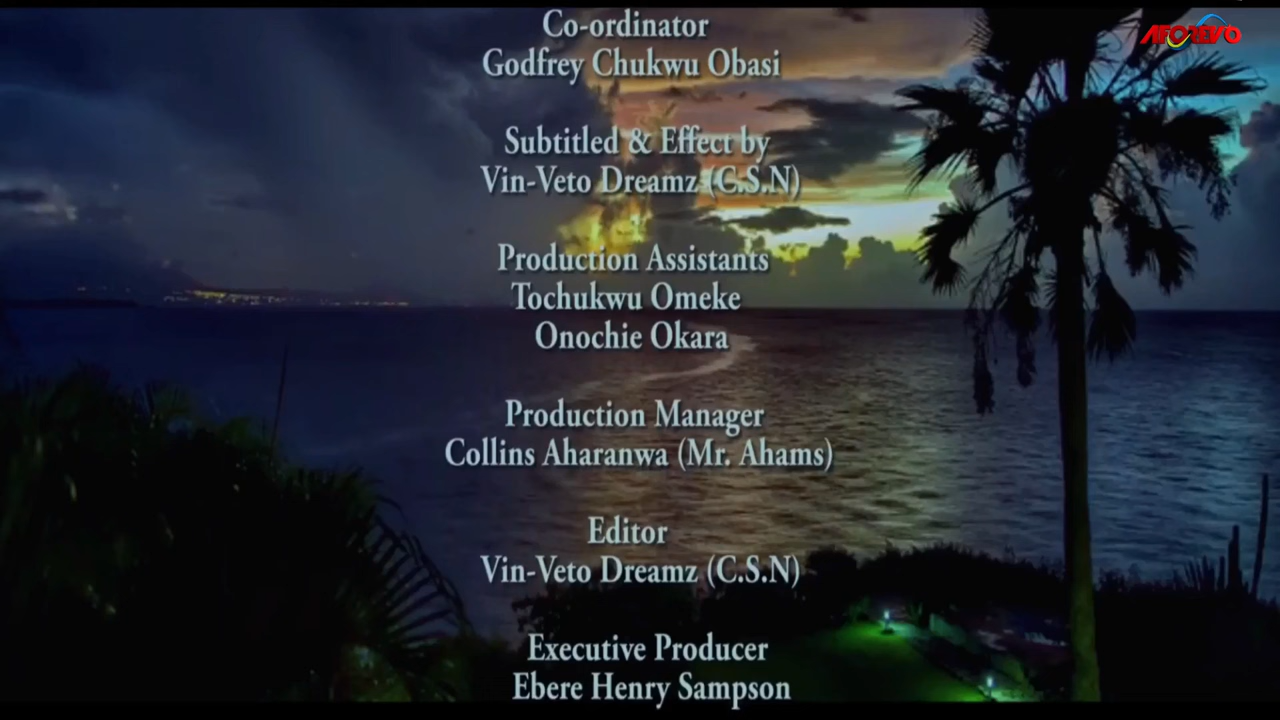 AFOREVO
Co-ordinator
Godfrey Chukwu Obasi
Subtitled & Effect by
Vin-Veto Dreamz (C.S.N)
Production Assistants
Tochukwu Omeke
Onochie Okara
Production Manager
Collins Aharanwa (Mr. Ahams)
Editor
Vin-Veto Dreamz (C.S.N)
Executive Producer
Ebere Henry Sampson